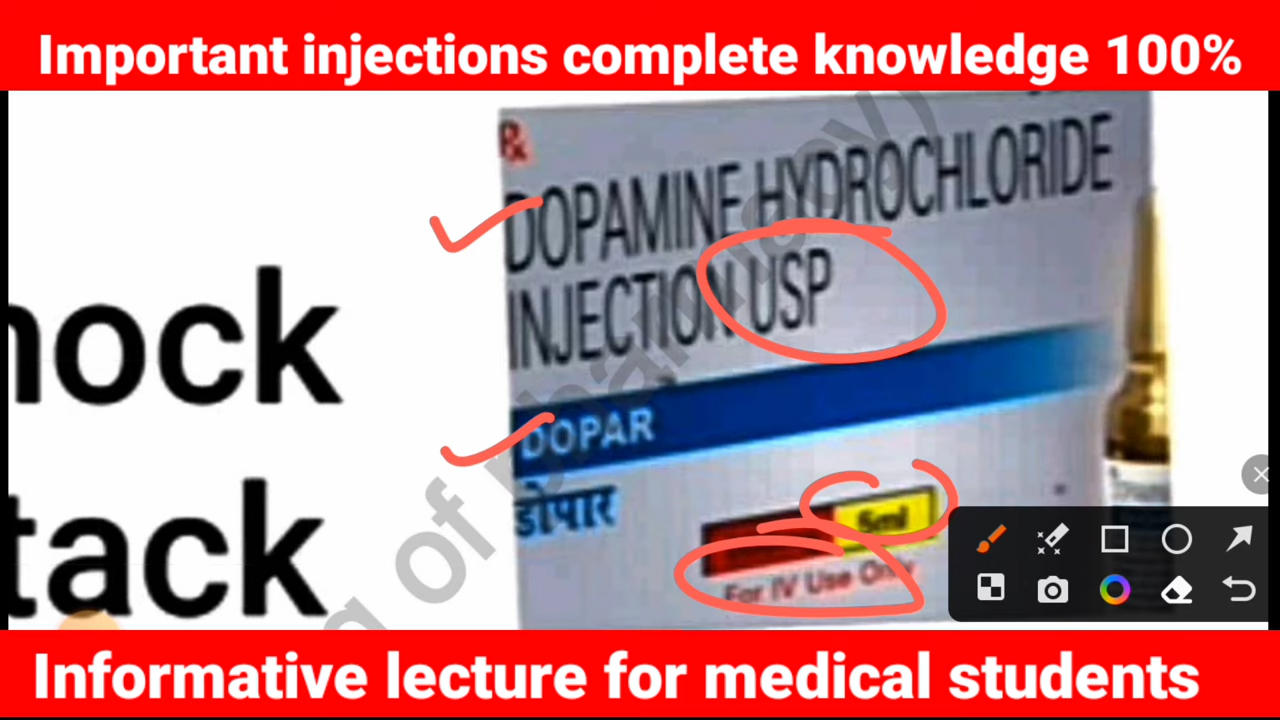 Important injections complete knowledge 100%
Rx
DOPAMINE HYDROCHLORIDE
INJECTION USP
hock
DOPAR
डोपार
5ml
tack
For IV Use Only
Informative lecture for medical students